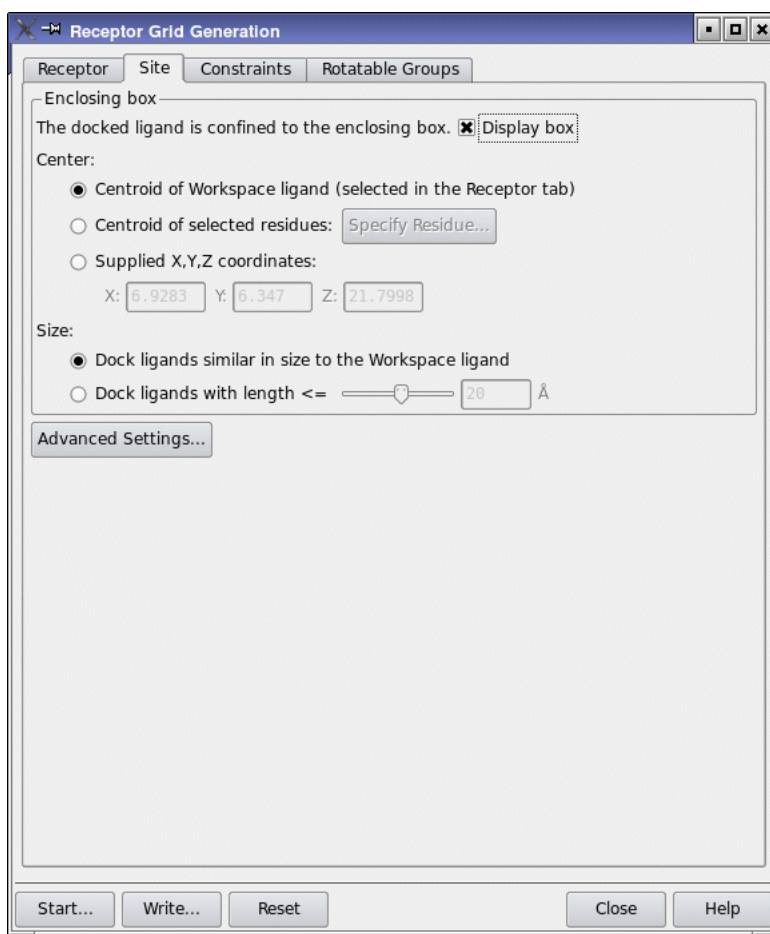 Receptor Grid Generation
Receptor Site Constraints Rotatable Groups
Enclosing box
The docked ligand is confined to the enclosing box. Display box
Center:
Centroid of Workspace ligand (selected in the Receptor tab)
Centroid of selected residues: Specify Residue...
Supplied X,Y,Z coordinates:
X: 6.9283 Y: 6.347 Z: 21.7998
Size:
Dock ligands similar in size to the Workspace ligand
Dock ligands with length <= 20 Å
Advanced Settings...
Start... Write... Reset Close Help